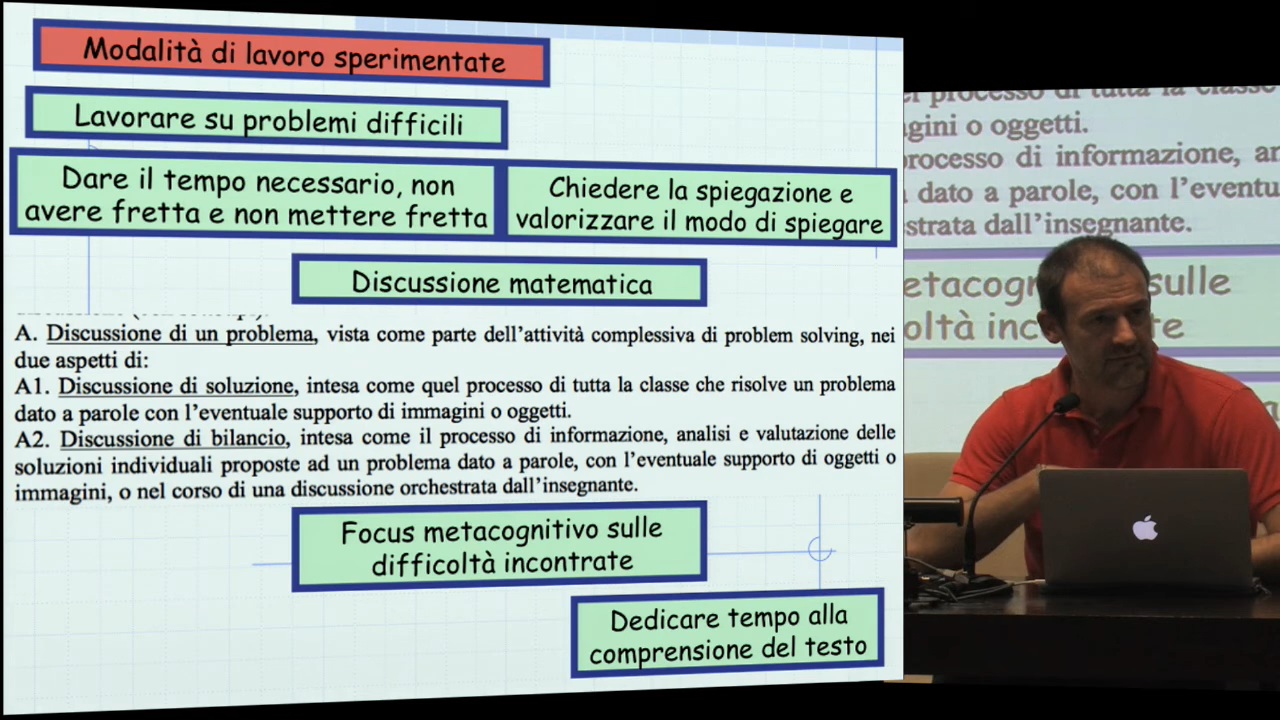 Modalità di lavoro sperimentate
Lavorare su problemi difficili
Dare il tempo necessario, non
avere fretta e non mettere fretta
Chiedere la spiegazione e
valorizzare il modo di spiegare
Discussione matematica
A. Discussione di un problema, vista come parte dell'attività complessiva di problem solving, nei
due aspetti di:
A1. Discussione di soluzione, intesa come quel processo di tutta la classe che risolve un problema
dato a parole con l'eventuale supporto di immagini o oggetti.
A2. Discussione di bilancio, intesa come il processo di informazione, analisi e valutazione delle
soluzioni individuali proposte ad un problema dato a parole, con l'eventuale supporto di oggetti o
immagini, o nel corso di una discussione orchestrata dall'insegnante.
Focus metacognitivo sulle
difficoltà incontrate
Dedicare tempo alla
comprensione del testo
processo di tutta la classe
gini o oggetti.
rocesso di informazione, an
dato a parole, con l'eventu
strata dall'insegnante.
etacog sulle
oltà inc te